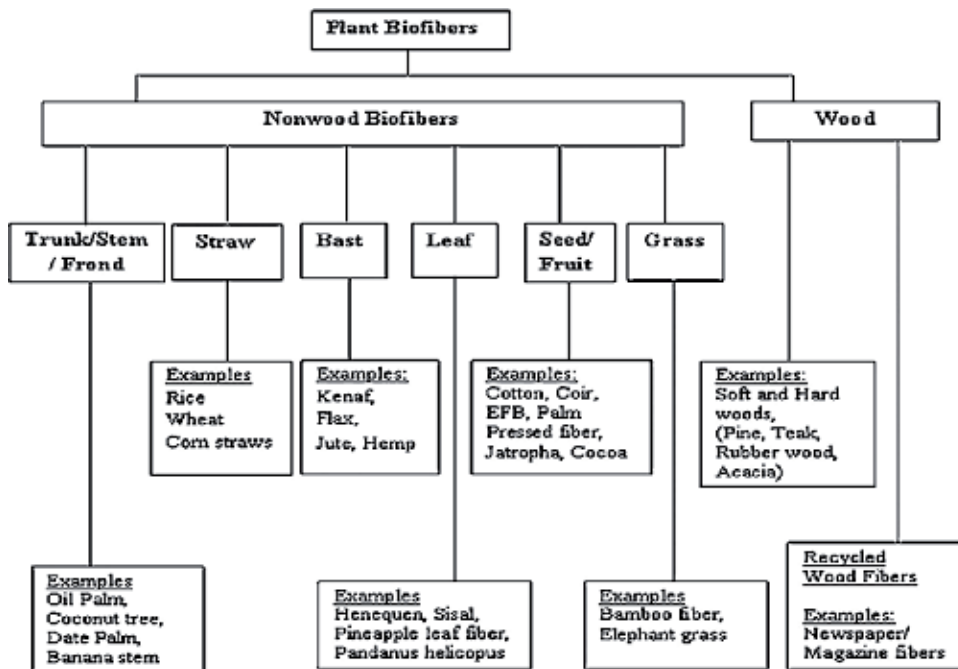 Plant Biofibers
Nonwood Biofibers
Wood
Trunk/Stem
/ Frond
Straw
Bast
Leaf
Seed/
Fruit
Grass
Examples
Rice
Wheat
Corn straws
Examples:
Kenaf,
Flax,
Jute, Hemp
Examples:
Cotton, Coir,
EFB, Palm
Pressed fiber,
Jatropha, Cocoa
Examples:
Soft and Hard
woods,
(Pine, Teak,
Rubber wood,
Acacia)
Examples
Oil Palm,
Coconut tree,
Date Palm,
Banana stem
Examples
Henequen, Sisal,
Pineapple leaf fiber,
Pandanus helicopus
Examples
Bamboo fiber,
Elephant grass
Recycled
Wood Fibers
Examples:
Newspaper/
Magazine fibers